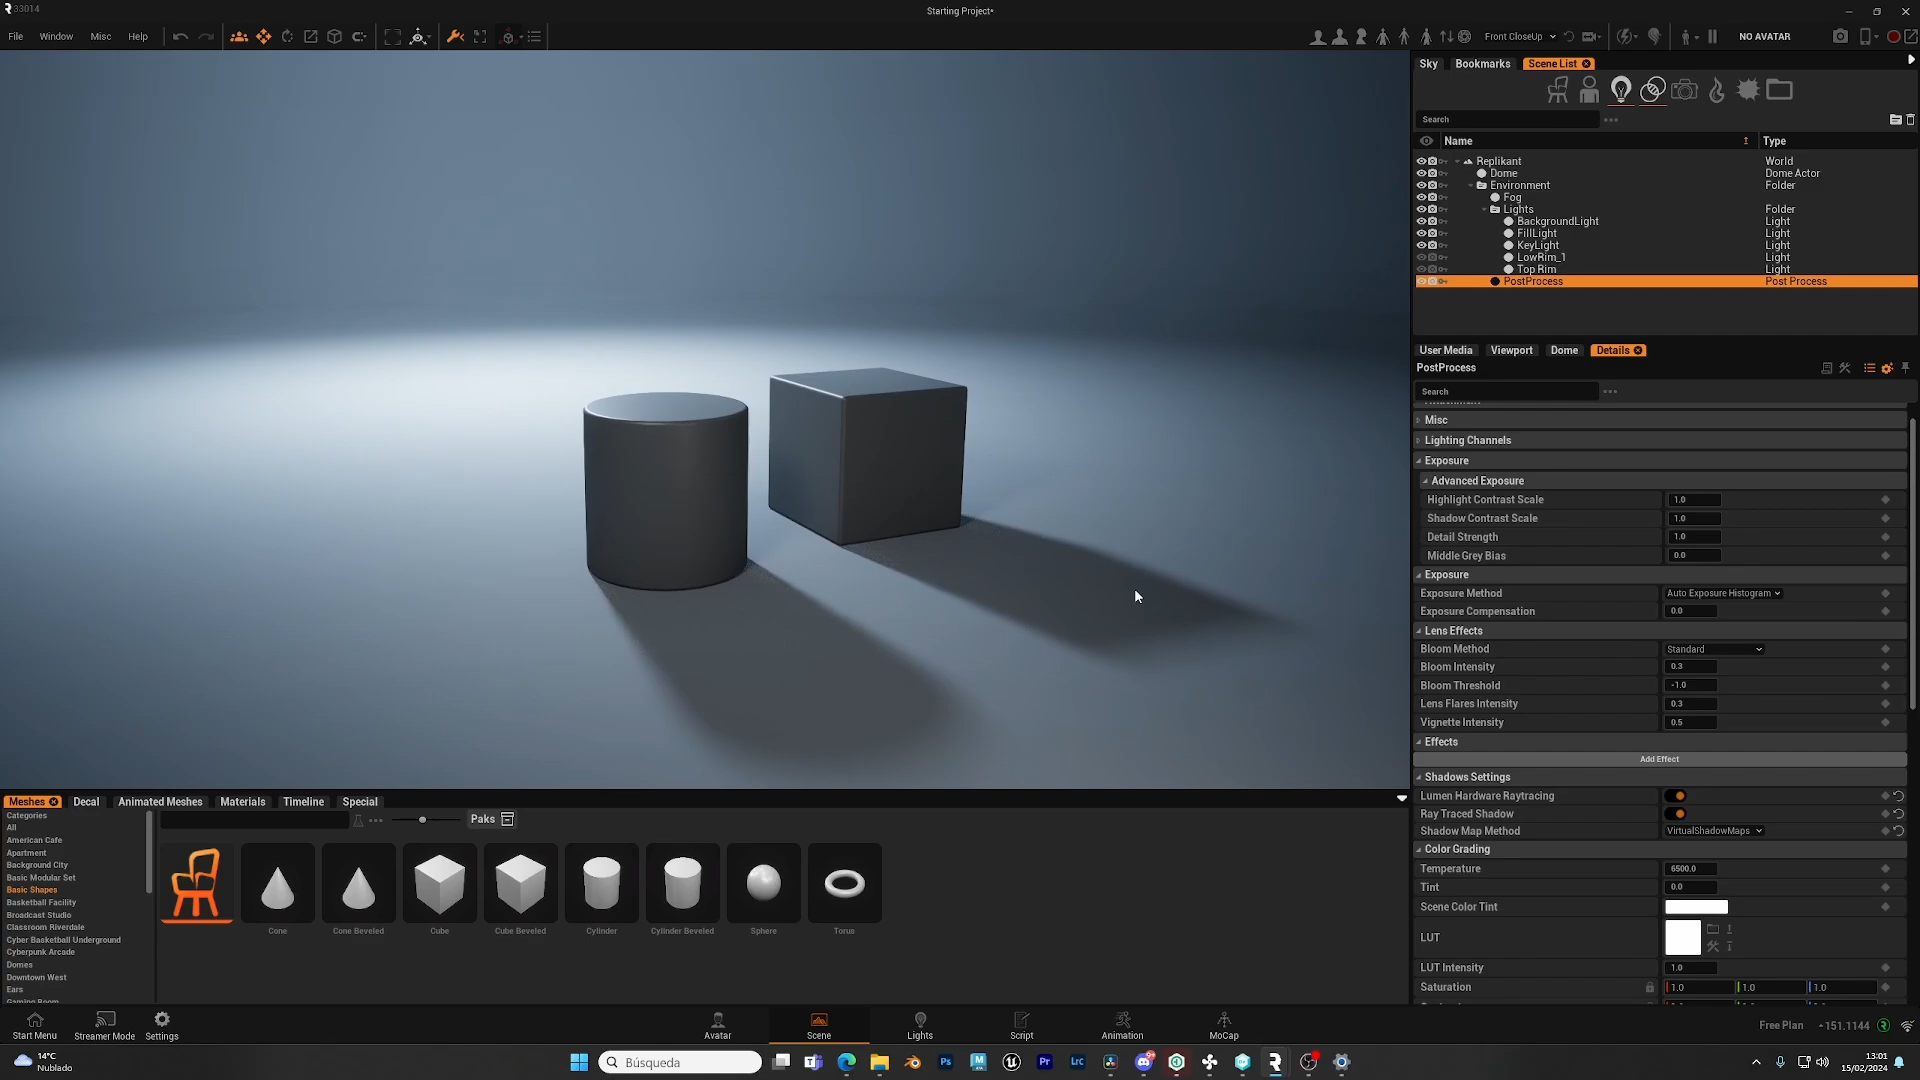 33014
Starting Project*
File Window Misc Help
Front CloseUp
NO AVATAR
Sky Bookmarks Scene List
Search
Name Type
Replikant World
Dome Dome Actor
Environment Folder
Fog
Lights Folder
BackgroundLight Light
FillLight Light
KeyLight Light
LowRim_1 Light
Top Rim Light
PostProcess Post Process
User Media Viewport Dome Details
PostProcess
Search
Misc
Lighting Channels
Exposure
Advanced Exposure
Highlight Contrast Scale 1.0
Shadow Contrast Scale 1.0
Detail Strength 1.0
Middle Grey Bias 0.0
Exposure
Exposure Method Auto Exposure Histogram
Exposure Compensation 0.0
Lens Effects
Bloom Method Standard
Bloom Intensity 0.3
Bloom Threshold -1.0
Lens Flares Intensity 0.3
Vignette Intensity 0.5
Effects
Add Effect
Shadows Settings
Lumen Hardware Raytracing
Ray Traced Shadow
Shadow Map Method VirtualShadowMaps
Color Grading
Temperature 6500.0
Tint 0.0
Scene Color Tint
LUT
LUT Intensity 1.0
Saturation 1.0 1.0 1.0
Meshes Decal Animated Meshes Materials Timeline Special
Categories
All
American Cafe
Apartment
Background City
Basic Modular Set
Basic Shapes
Basketball Facility
Broadcast Studio
Classroom Riverdale
Cyber Basketball Underground
Cyberpunk Arcade
Domes
Downtown West
Ears
Gaming Room
Paks
Cone Cone Beveled Cube Cube Beveled Cylinder Cylinder Beveled Sphere Torus
Start Menu Streamer Mode Settings
Avatar Scene Lights Script Animation MoCap
Free Plan 151.1144
14°C
Nublado
Búsqueda
Ps
Pr
Lrc
9+
13:01
15/02/2024